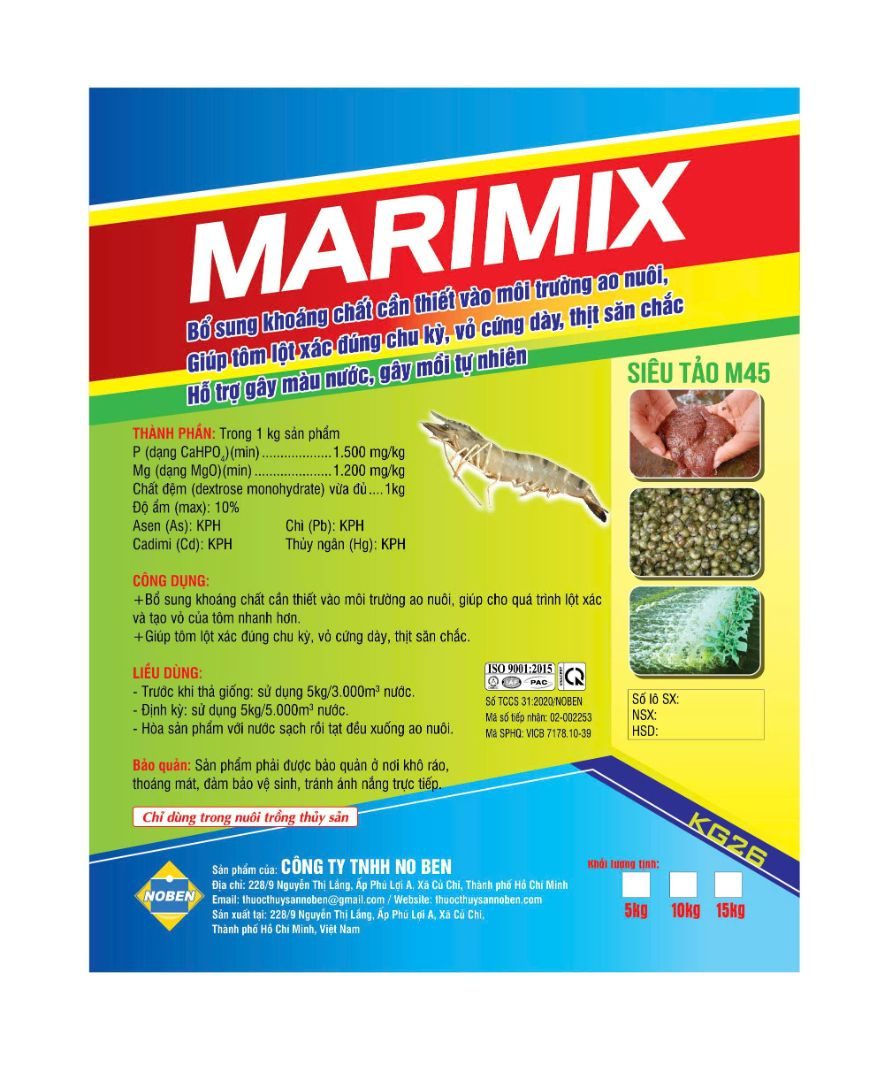 MARIMIX
Bổ sung khoáng chất cần thiết vào môi trường ao nuôi,
Giúp tôm lột xác đúng chu kỳ, vỏ cứng dày, thịt săn chắc
Hỗ trợ gây màu nước, gây mồi tự nhiên
SIÊU TẢO M45
THÀNH PHẦN: Trong 1 kg sản phẩm
P (dạng CaHPO₄)(min)...................1.500 mg/kg
Mg (dạng MgO)(min).....................1.200 mg/kg
Chất đệm (dextrose monohydrate) vừa đủ....1kg
Độ ẩm (max): 10%
Asen (As): KPH Chì (Pb): KPH
Cadimi (Cd): KPH Thủy ngân (Hg): KPH
CÔNG DỤNG:
+Bổ sung khoáng chất cần thiết vào môi trường ao nuôi, giúp cho quá trình lột xác
và tạo vỏ của tôm nhanh hơn.
+Giúp tôm lột xác đúng chu kỳ, vỏ cứng dày, thịt săn chắc.
LIỀU DÙNG:
- Trước khi thả giống: sử dụng 5kg/3.000m³ nước.
- Định kỳ: sử dụng 5kg/5.000m³ nước.
- Hòa sản phẩm với nước sạch rồi tạt đều xuống ao nuôi.
ISO 9001:2015
PAC
Số TCCS 31:2020/NOBEN
Mã số tiếp nhận: 02-002253
Mã SPHQ: VICB 7178.10-39
Số lô SX:
NSX:
HSD:
Bảo quản: Sản phẩm phải được bảo quản ở nơi khô ráo,
thoáng mát, đảm bảo vệ sinh, tránh ánh nắng trực tiếp.
Chỉ dùng trong nuôi trồng thủy sản
KG26
NOBEN
Sản phẩm của: CÔNG TY TNHH NO BEN
Địa chỉ: 228/9 Nguyễn Thị Lắng, Ấp Phú Lợi A, Xã Củ Chi, Thành phố Hồ Chí Minh
Email: thuocthuysannoben@gmail.com / Website: thuocthuysannoben.com
Sản xuất tại: 228/9 Nguyễn Thị Lắng, Ấp Phú Lợi A, Xã Củ Chi,
Thành phố Hồ Chí Minh, Việt Nam
Khối lượng tịnh:
5kg 10kg 15kg